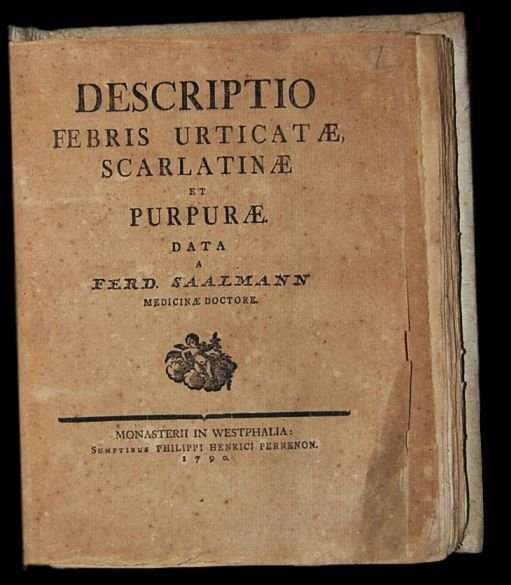 DESCRIPTIO
FEBRIS URTICATÆ,
SCARLATINÆ
ET
PURPURÆ.
DATA
A
FERD. SAALMANN
MEDICINÆ DOCTORE.
MONASTERII IN WESTPHALIA:
SUMPTIBUS PHILIPPI HENRICI PERRENON.
1790.